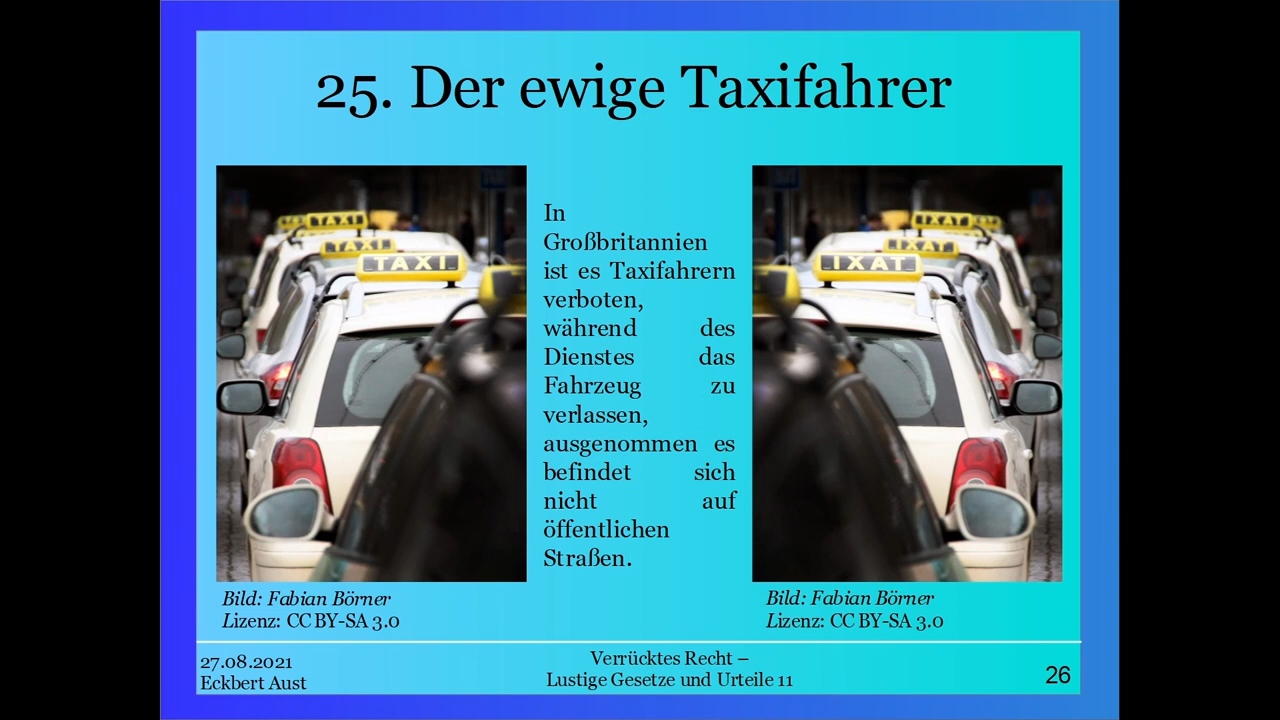 25. Der ewige Taxifahrer
TAXI
TAXI
TAXI
In
Großbritannien
ist es Taxifahrern
verboten,
während des
Dienstes das
Fahrzeug zu
verlassen,
ausgenommen es
befindet sich
nicht auf
öffentlichen
Straßen.
IXAT
IXAT
IXAT
Bild: Fabian Börner
Lizenz: CC BY-SA 3.0
Bild: Fabian Börner
Lizenz: CC BY-SA 3.0
27.08.2021
Eckbert Aust
Verrücktes Recht –
Lustige Gesetze und Urteile 11
26